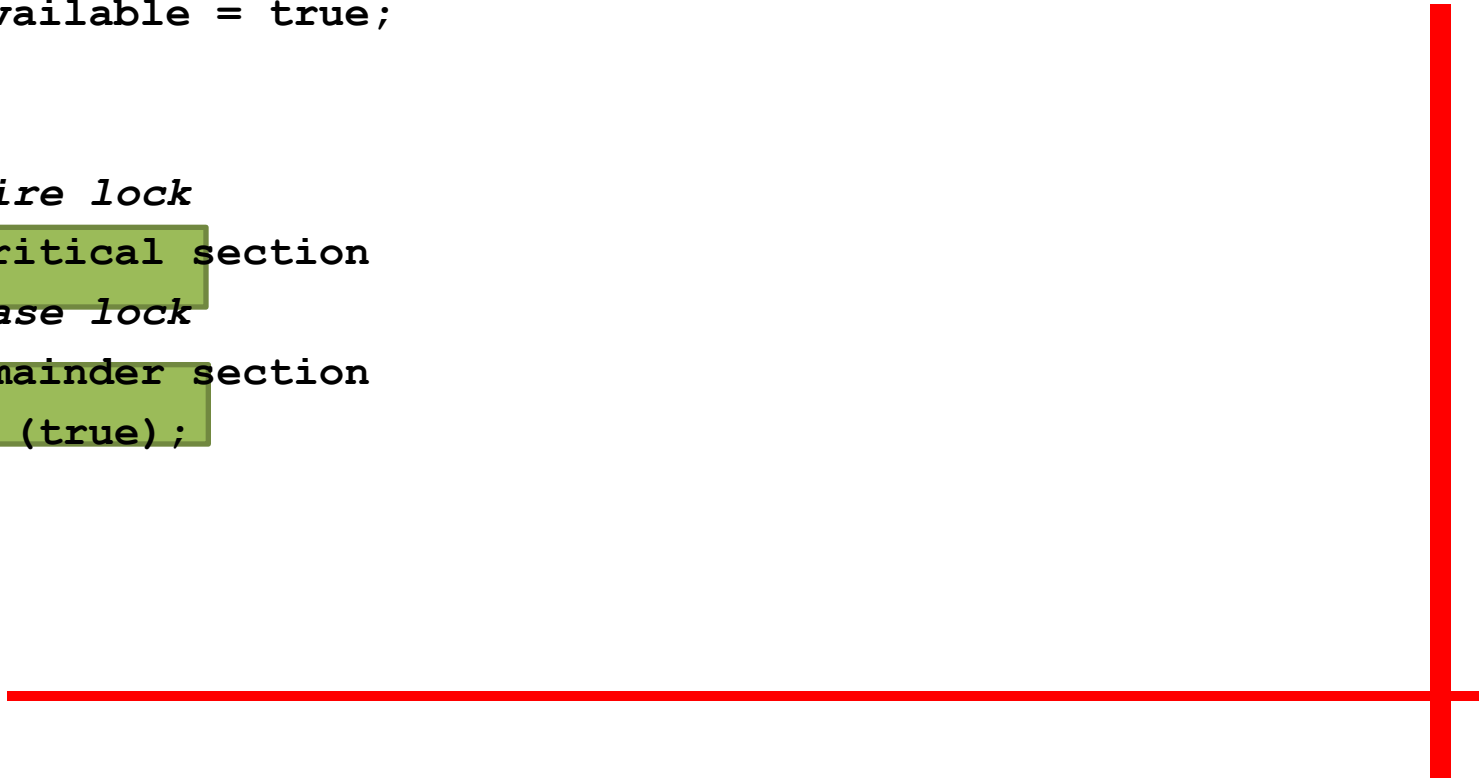 vailable = true;
ire lock
ritical section
ase lock
mainder section
(true);